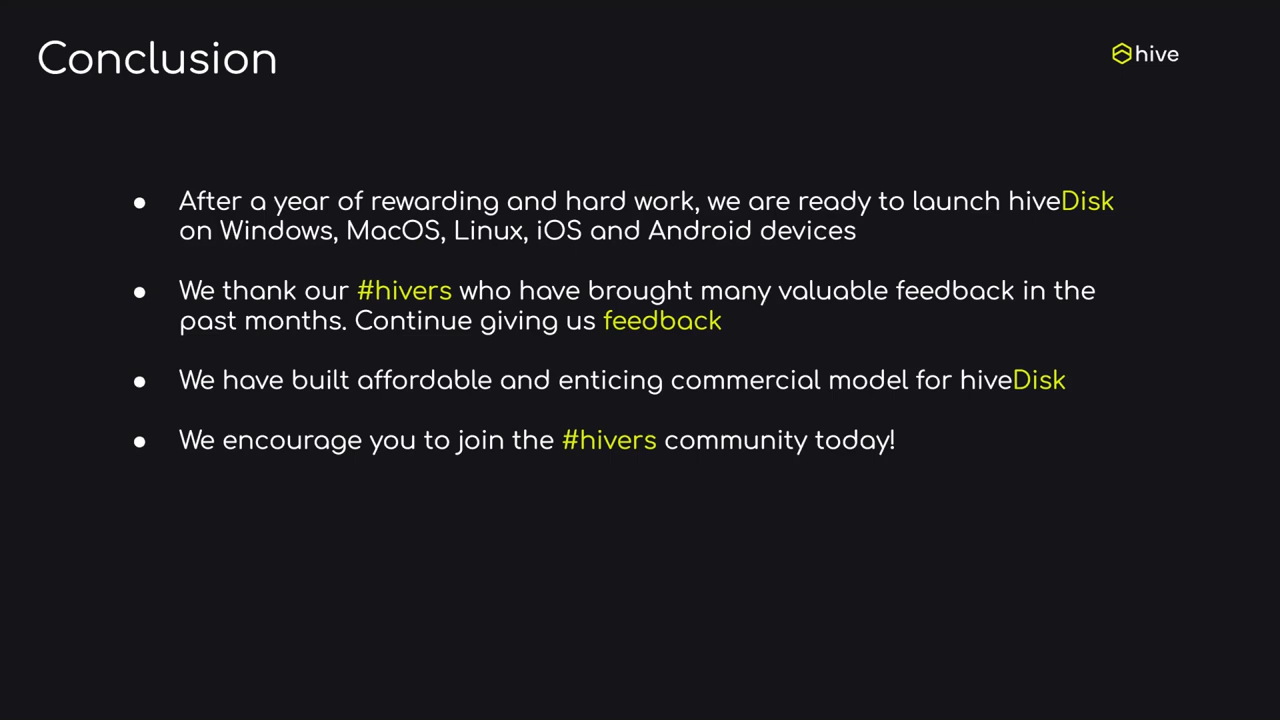 Conclusion
hive
● After a year of rewarding and hard work, we are ready to launch hiveDisk
on Windows, MacOS, Linux, iOS and Android devices
● We thank our #hivers who have brought many valuable feedback in the
past months. Continue giving us feedback
● We have built affordable and enticing commercial model for hiveDisk
● We encourage you to join the #hivers community today!